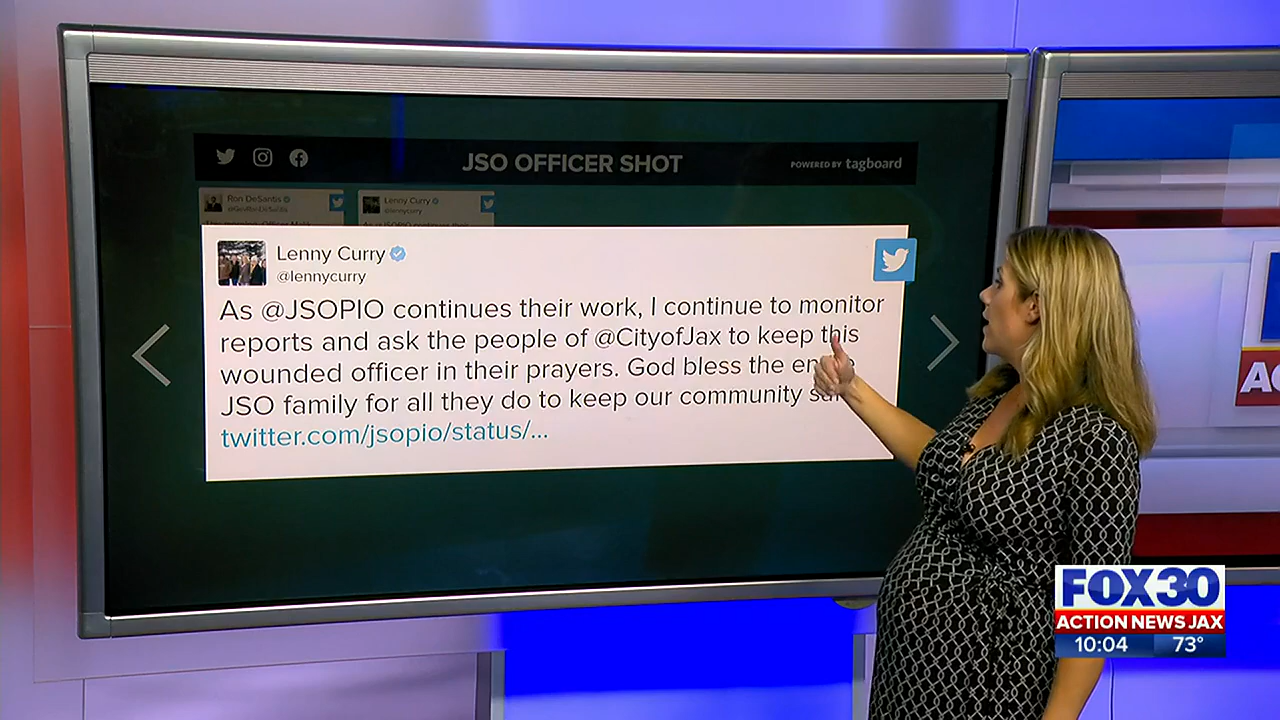 JSO OFFICER SHOT
POWERED BY tagboard
Ron DeSantis
@GovRonDeSantis
Lenny Curry
@lennycurry
Lenny Curry
@lennycurry
As @JSOPIO continues their work, I continue to monitor
reports and ask the people of @CityofJax to keep this
wounded officer in their prayers. God bless the
JSO family for all they do to keep our community
twitter.com/jsopio/status/...
FOX30
ACTION NEWS JAX
10:04 73°